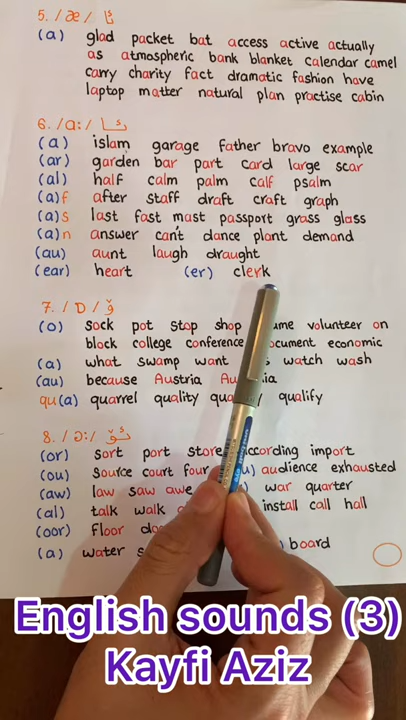 5. /æ/
(a) glad packet bat access active actually
as atmospheric bank blanket calendar camel
carry charity fact dramatic fashion have
laptop matter natural plan practise cabin
6. /ɑ:/
(a) islam garage father bravo example
(ar) garden bar part card large scar
(al) half calm palm calf psalm
(a)f after staff draft craft graph
(a)s last fast mast passport grass glass
(a)n answer can't dance plant demand
(au) aunt laugh draught
(ear) heart (er) clerk
7. /ɒ/
(o) sock pot stop shop volunteer on
block college conference document economic
(a) what swamp want watch wash
(au) because Austria
qu(a) quarrel quality qualify
8. /ə:/
(or) sort port store according import
(ou) source court four audience exhausted
(aw) law saw awe war quarter
(al) talk walk install call hall
(oor) floor
(a) water board
English sounds (3)
Kayfi Aziz